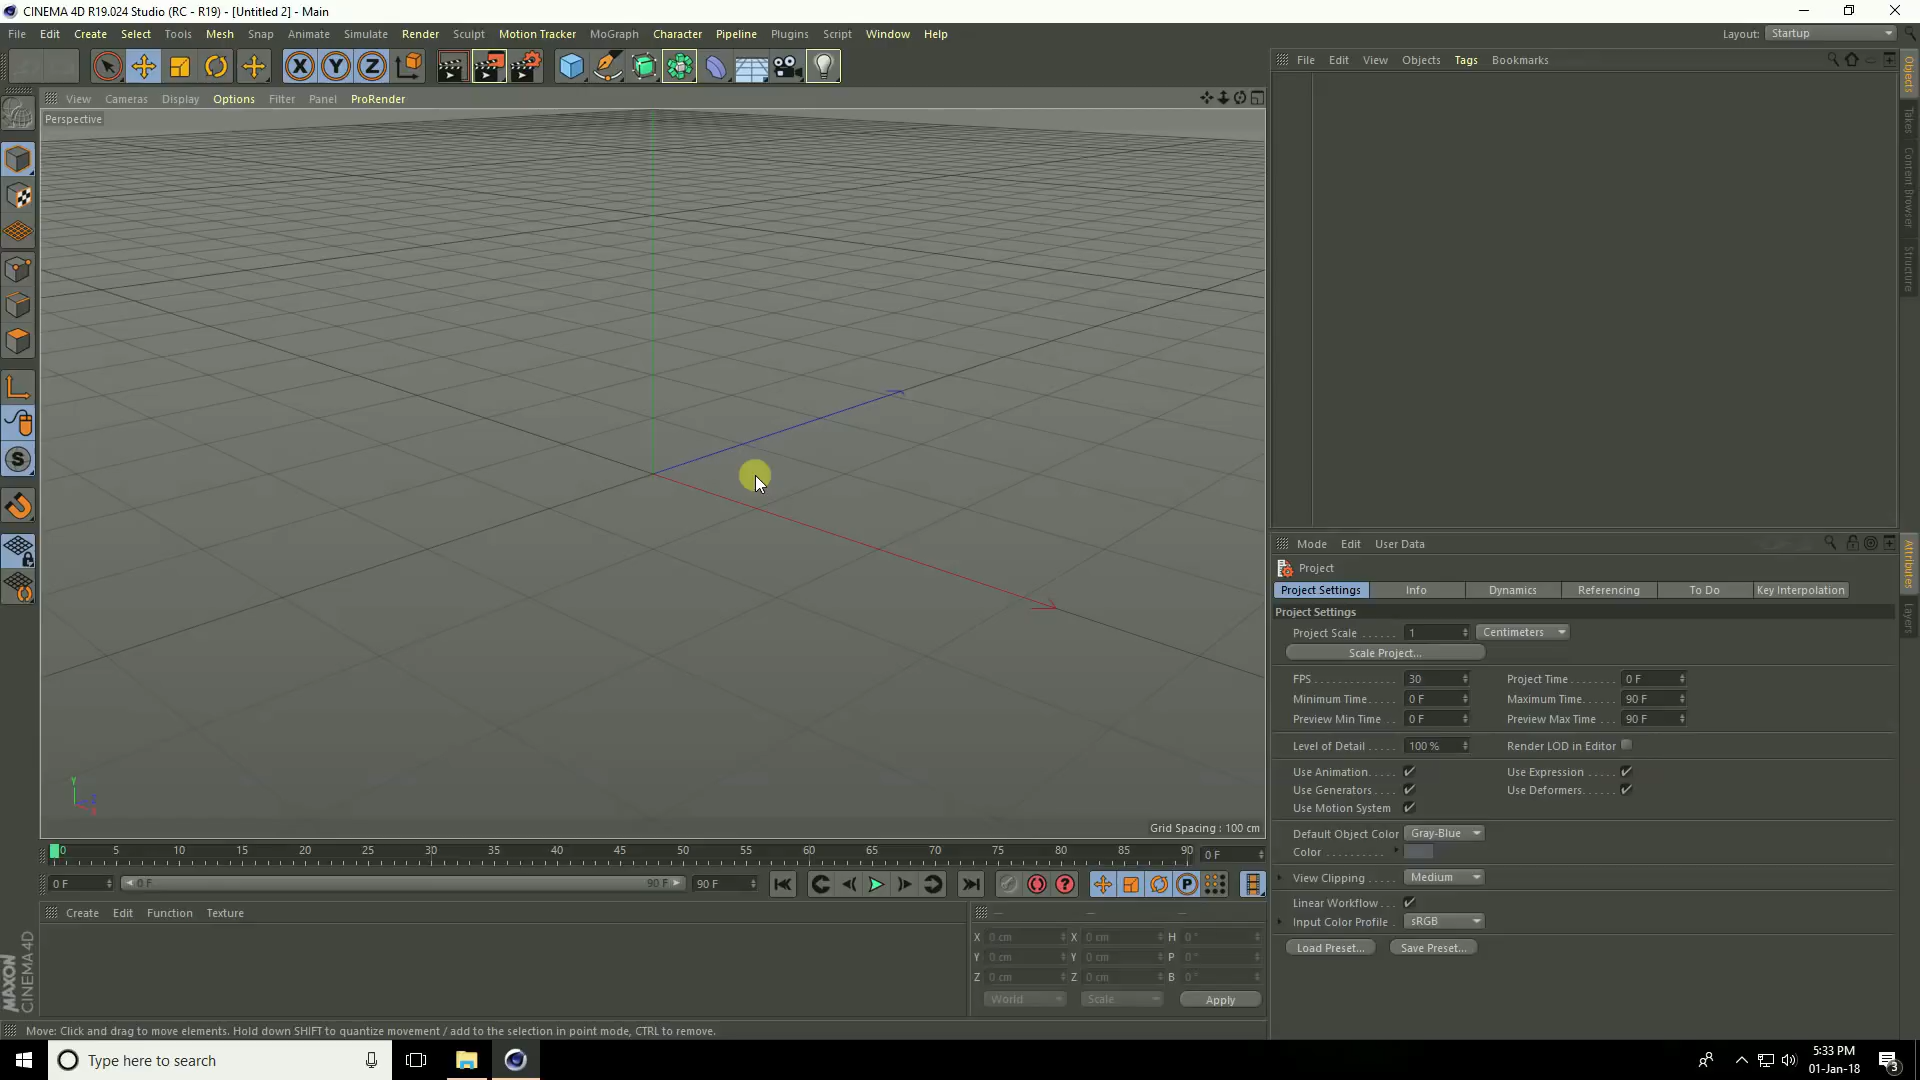 CINEMA 4D R19.024 Studio (RC - R19) - [Untitled 2] - Main
File Edit Create Select Tools Mesh Snap Animate Simulate Render Sculpt Motion Tracker MoGraph Character Pipeline Plugins Script Window Help
Layout: Startup
File Edit View Objects Tags Bookmarks
View Cameras Display Options Filter Panel ProRender
Perspective
Objects
Takes
Content Browser
Structure
Grid Spacing : 100 cm
Mode Edit User Data
Project
Project Settings Info Dynamics Referencing To Do Key Interpolation
Project Settings
Project Scale 1 Centimeters
Scale Project...
FPS 30 Project Time 0 F
Minimum Time 0 F Maximum Time 90 F
Preview Min Time 0 F Preview Max Time 90 F
Level of Detail 100 % Render LOD in Editor
Use Animation Use Expression
Use Generators Use Deformers
Use Motion System
Default Object Color Gray-Blue
Color
View Clipping Medium
Linear Workflow
Input Color Profile sRGB
Load Preset... Save Preset...
Attributes
Layers
0 5 10 15 20 25 30 35 40 45 50 55 60 65 70 75 80 85 90 0 F
0 F 0 F 90 F 90 F
Create Edit Function Texture
X 0 cm X 0 cm H 0 °
Y 0 cm Y 0 cm P 0 °
Z 0 cm Z 0 cm B 0 °
World Scale Apply
MAXON
CINEMA 4D
Move: Click and drag to move elements. Hold down SHIFT to quantize movement / add to the selection in point mode, CTRL to remove.
Type here to search
5:33 PM
01-Jan-18
3